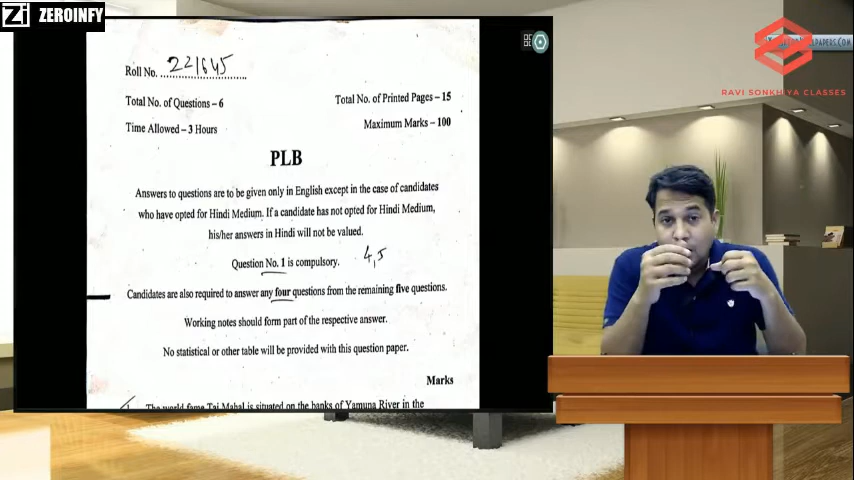 Zi ZEROINFY
Roll No. 221645
Total No. of Questions – 6
Total No. of Printed Pages – 15
Time Allowed – 3 Hours
Maximum Marks – 100
PLB
Answers to questions are to be given only in English except in the case of candidates
who have opted for Hindi Medium. If a candidate has not opted for Hindi Medium,
his/her answers in Hindi will not be valued.
Question No. 1 is compulsory.
4,5
Candidates are also required to answer any four questions from the remaining five questions.
Working notes should form part of the respective answer.
No statistical or other table will be provided with this question paper.
Marks
The world fame Taj Mahal is situated on the banks of Yamuna River in the
RAVI SONKHIYA CLASSES